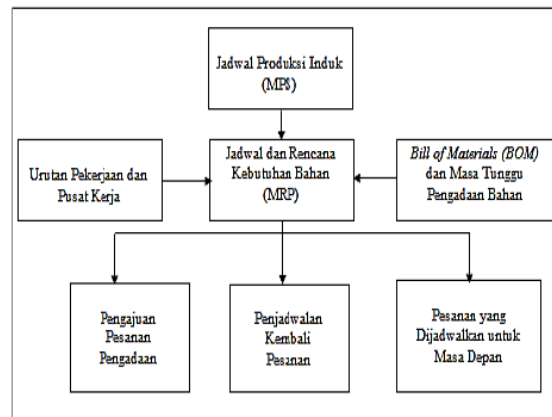 Jadwal Produksi Induk
(MPS)
Urutan Pekerjaan dan
Pusat Kerja
Jadwal dan Rencana
Kebutuhan Bahan
(MRP)
Bill of Materials (BOM)
dan Masa Tunggu
Pengadaan Bahan
Pengajuan
Pesanan
Pengadaan
Penjadwalan
Kembali
Pesanan
Pesanan yang
Dijadwalkan untuk
Masa Depan